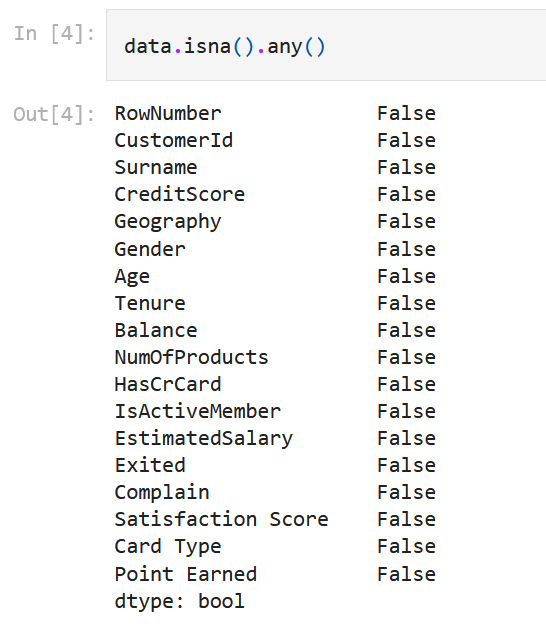 In [4]: data.isna().any()
Out[4]: RowNumber False
CustomerId False
Surname False
CreditScore False
Geography False
Gender False
Age False
Tenure False
Balance False
NumOfProducts False
HasCrCard False
IsActiveMember False
EstimatedSalary False
Exited False
Complain False
Satisfaction Score False
Card Type False
Point Earned False
dtype: bool